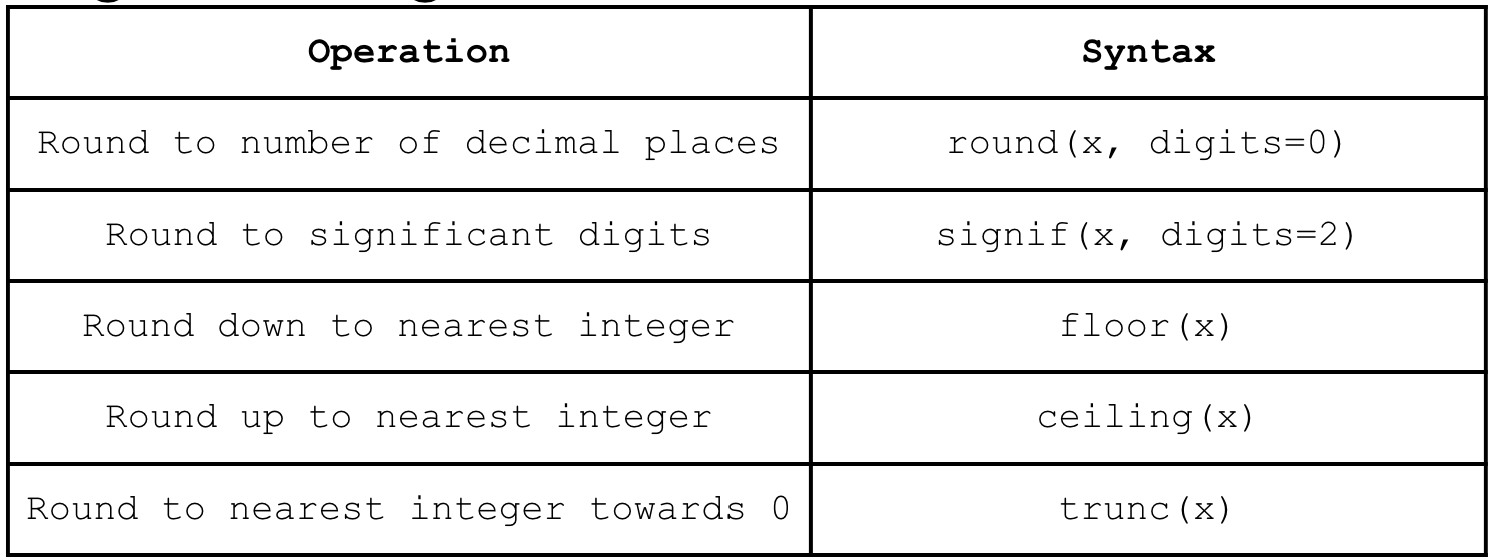 Operation Syntax
Round to number of decimal places round(x, digits=0)
Round to significant digits signif(x, digits=2)
Round down to nearest integer floor(x)
Round up to nearest integer ceiling(x)
Round to nearest integer towards 0 trunc(x)